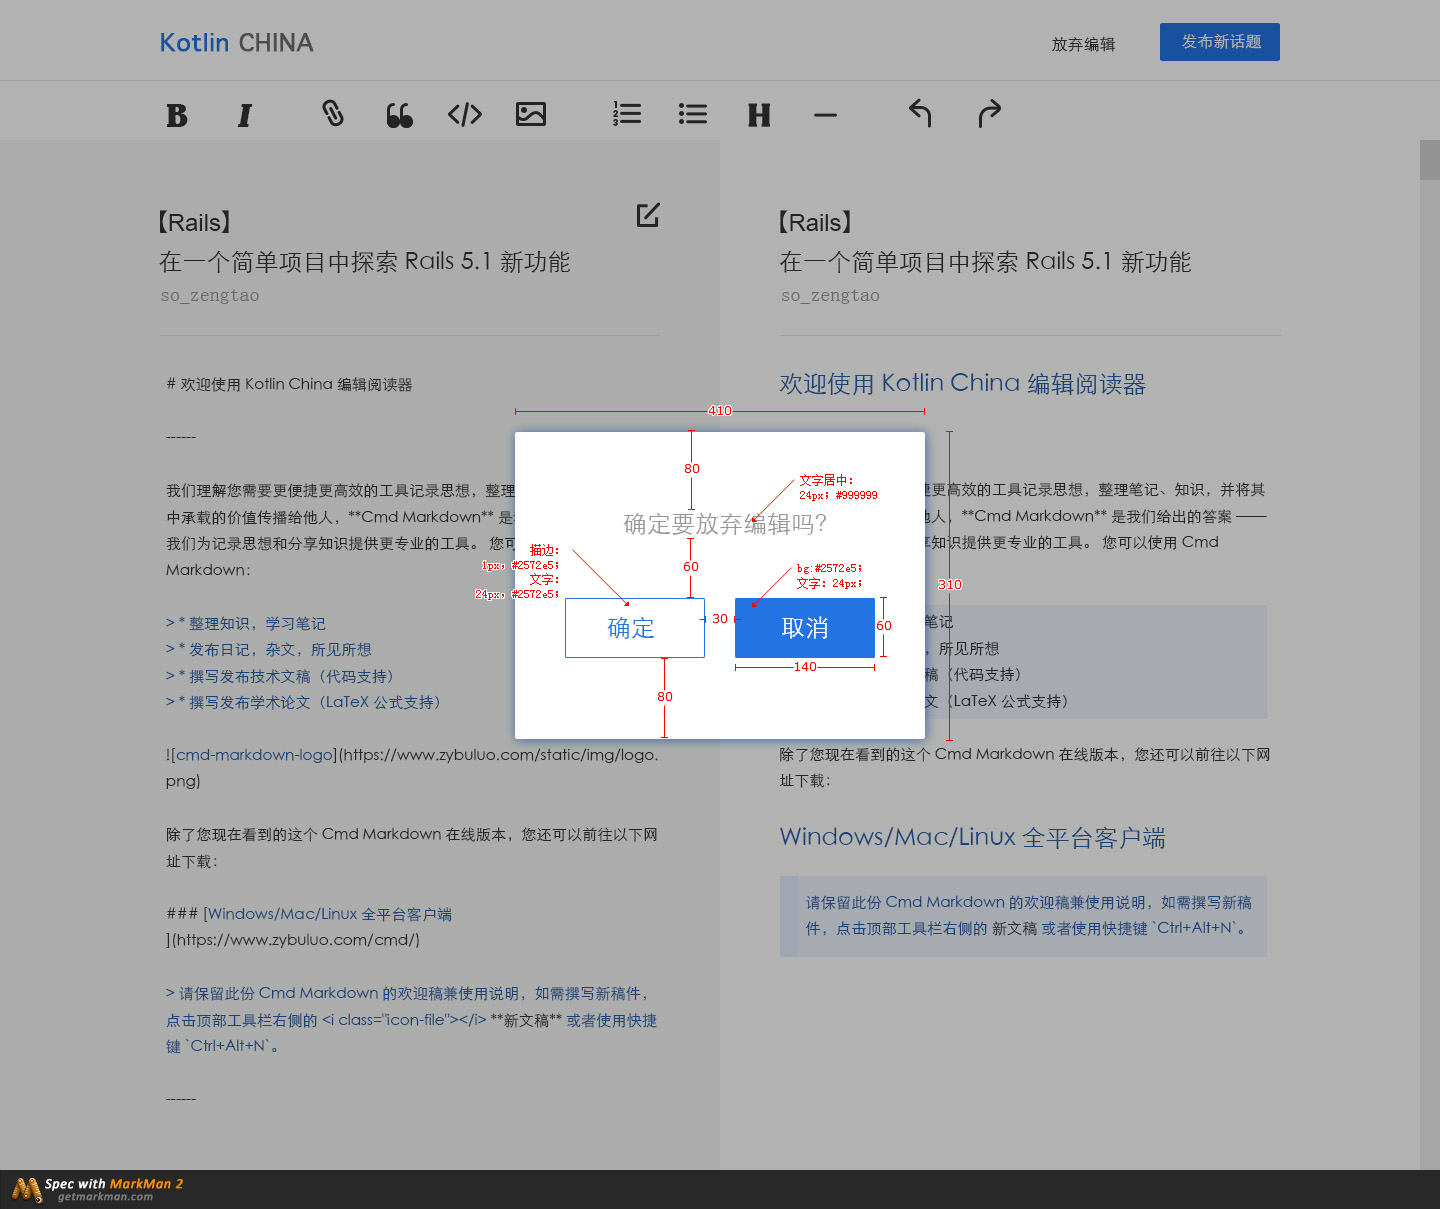 Kotlin CHINA
放弃编辑
发布新话题
B I H
1
2
3
【Rails】
在一个简单项目中探索 Rails 5.1 新功能
so_zengtao
# 欢迎使用 Kotlin China 编辑阅读器
------
我们理解您需要更便捷更高效的工具记录思想，整理
中承载的价值传播给他人，**Cmd Markdown** 是
我们为记录思想和分享知识提供更专业的工具。 您可
Markdown：
> * 整理知识，学习笔记
> * 发布日记，杂文，所见所想
> * 撰写发布技术文稿（代码支持）
> * 撰写发布学术论文（LaTeX 公式支持）
![cmd-markdown-logo](https://www.zybuluo.com/static/img/logo.
png)
除了您现在看到的这个 Cmd Markdown 在线版本，您还可以前往以下网
址下载：
### [Windows/Mac/Linux 全平台客户端
](https://www.zybuluo.com/cmd/)
> 请保留此份 Cmd Markdown 的欢迎稿兼使用说明，如需撰写新稿件，
点击顶部工具栏右侧的 <i class="icon-file"></i> **新文稿** 或者使用快捷
键 `Ctrl+Alt+N`。
------
【Rails】
在一个简单项目中探索 Rails 5.1 新功能
so_zengtao
欢迎使用 Kotlin China 编辑阅读器
捷更高效的工具记录思想，整理笔记、知识，并将其
他人，**Cmd Markdown** 是我们给出的答案 ——
享知识提供更专业的工具。 您可以使用 Cmd
笔记
，所见所想
稿（代码支持）
文（LaTeX 公式支持）
除了您现在看到的这个 Cmd Markdown 在线版本，您还可以前往以下网
址下载：
Windows/Mac/Linux 全平台客户端
请保留此份 Cmd Markdown 的欢迎稿兼使用说明，如需撰写新稿
件，点击顶部工具栏右侧的 新文稿 或者使用快捷键 `Ctrl+Alt+N`。
410
80
文字居中：
24px；#999999
确定要放弃编辑吗？
描边：
1px；#2572e5；
文字：
24px；#2572e5；
60
bg:#2572e5；
文字：24px；
310
确定
30
取消
60
140
80
Spec with MarkMan 2
getmarkman.com